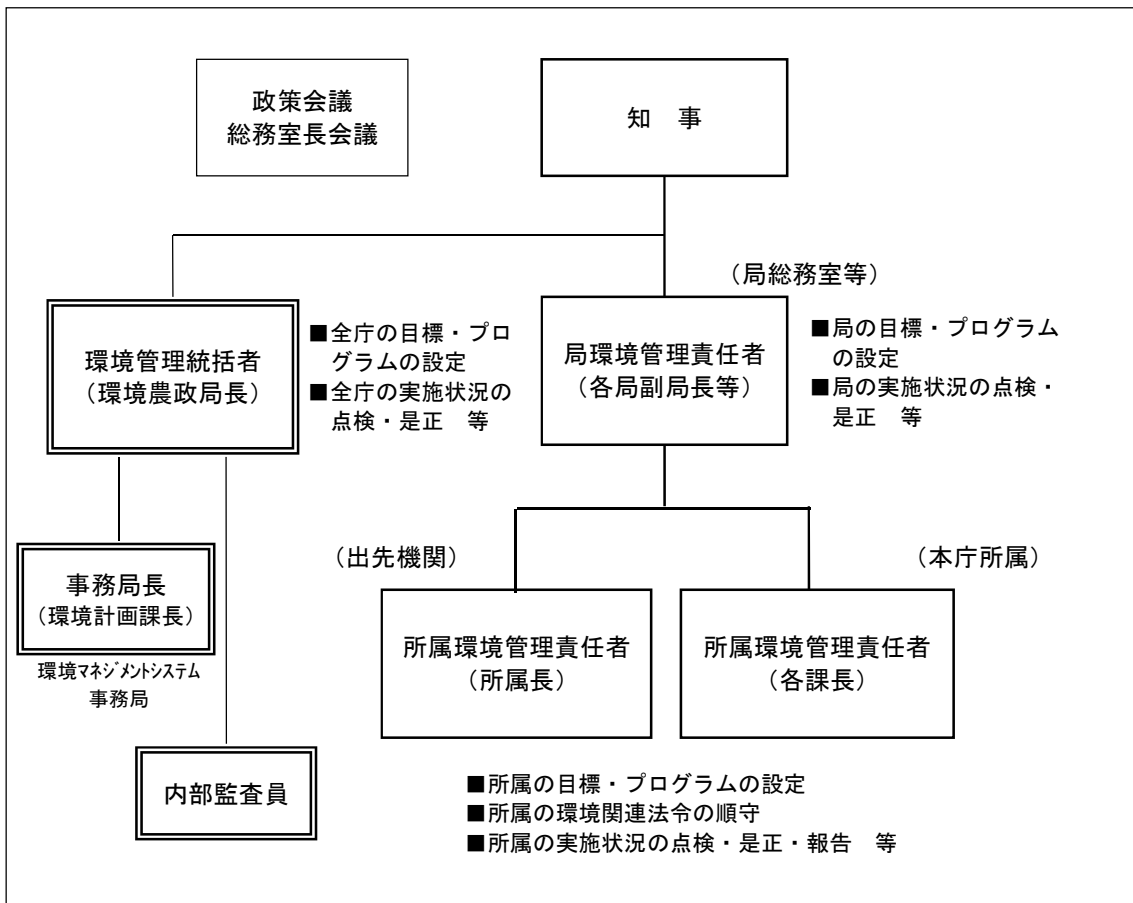 政策会議
総務室長会議
知　事
（局総務室等）
環境管理統括者
（環境農政局長）
■全庁の目標・プロ
グラムの設定
■全庁の実施状況の
点検・是正　等
局環境管理責任者
（各局副局長等）
■局の目標・プログラム
の設定
■局の実施状況の点検・
是正　等
（出先機関）
（本庁所属）
事務局長
（環境計画課長）
環境ﾏﾈｼﾞﾒﾝﾄｼｽﾃﾑ
事務局
所属環境管理責任者
（所属長）
所属環境管理責任者
（各課長）
内部監査員
■所属の目標・プログラムの設定
■所属の環境関連法令の順守
■所属の実施状況の点検・是正・報告　等